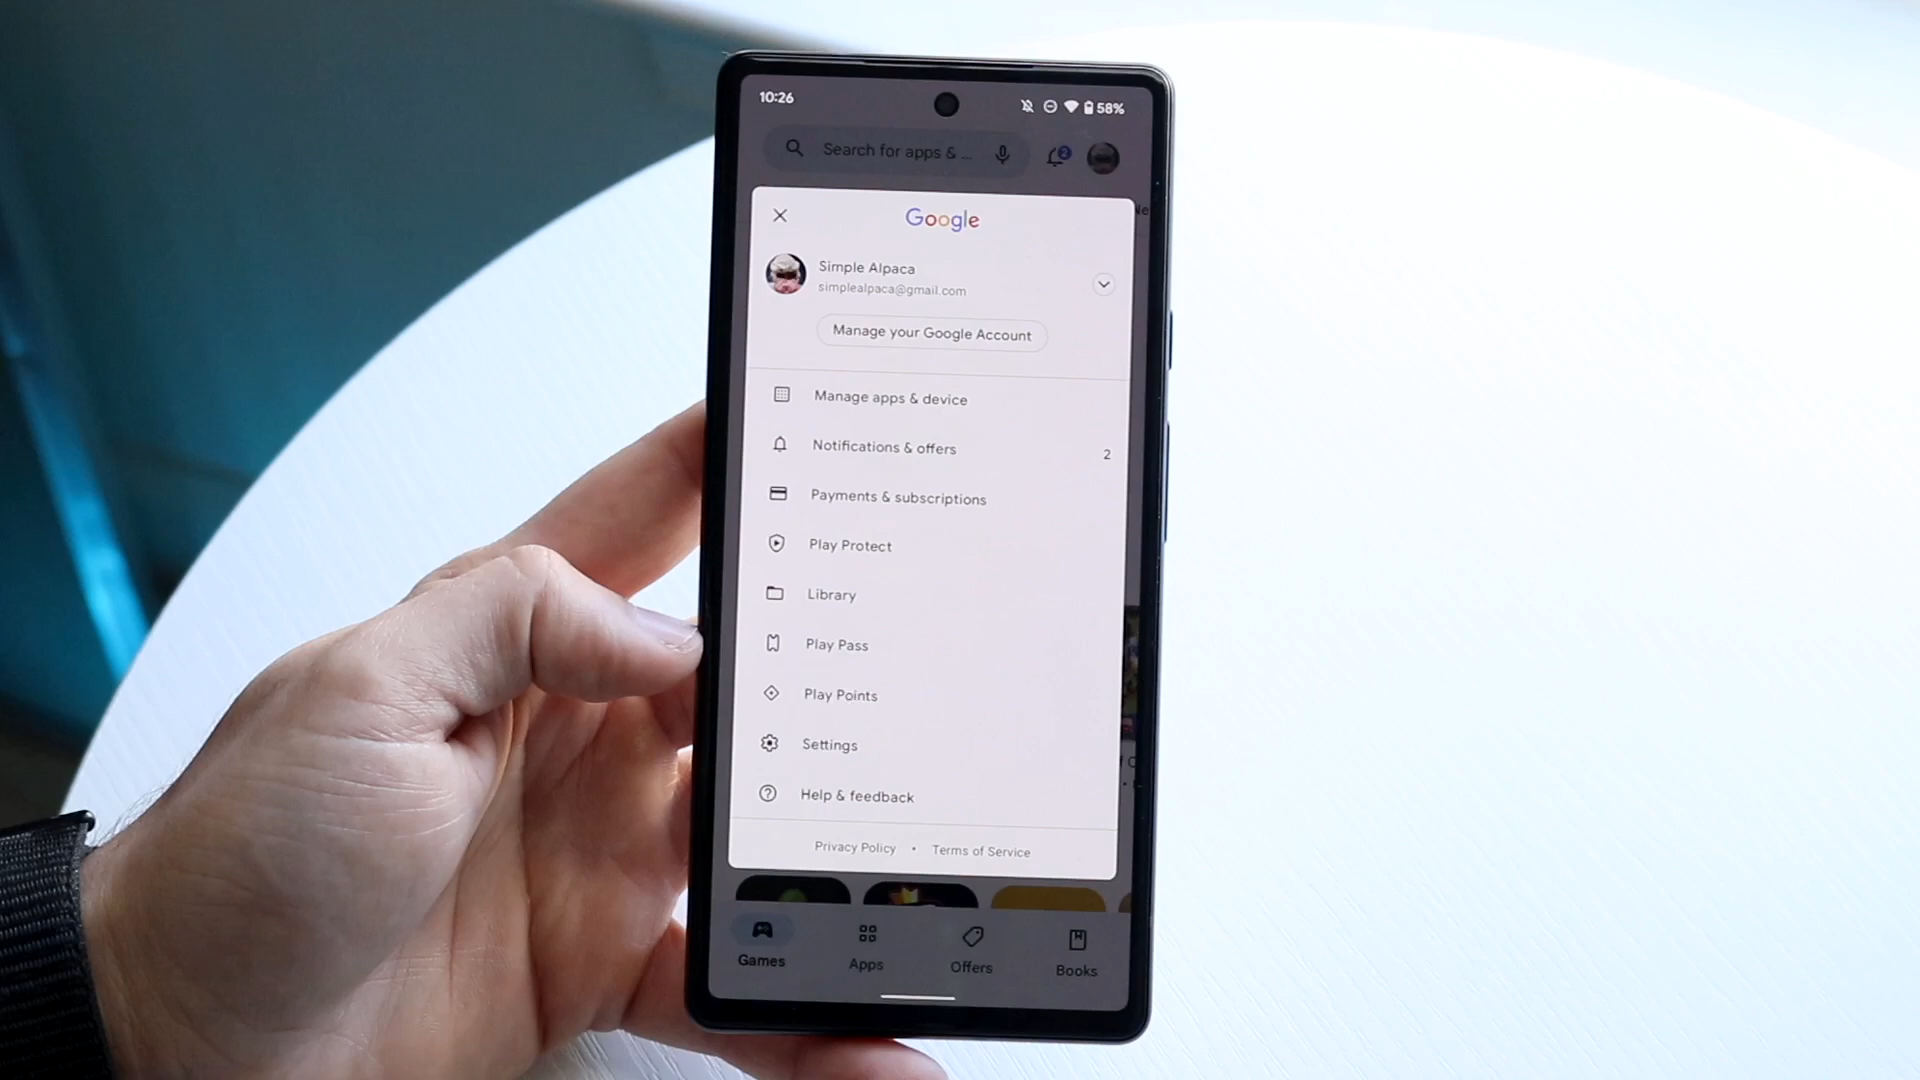 10:26
58%
Search for apps & ...
2
Ne
Google
Simple Alpaca
simplealpaca@gmail.com
Manage your Google Account
Manage apps & device
Notifications & offers 2
Payments & subscriptions
Play Protect
Library
Play Pass
Play Points
Settings
Help & feedback
Privacy Policy • Terms of Service
Games
Apps
Offers
Books